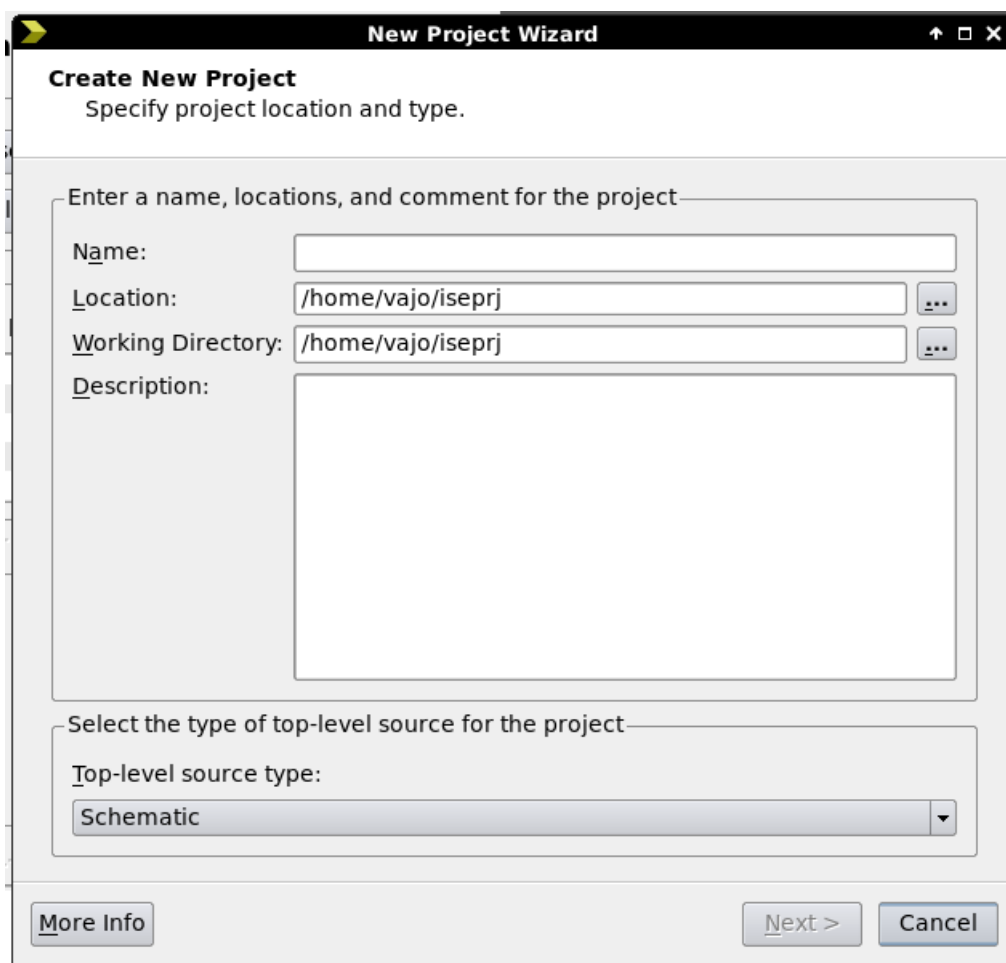 New Project Wizard
Create New Project
Specify project location and type.
Enter a name, locations, and comment for the project
Name:
Location: /home/vajo/iseprj ...
Working Directory: /home/vajo/iseprj ...
Description:
Select the type of top-level source for the project
Top-level source type:
Schematic
More Info Next > Cancel